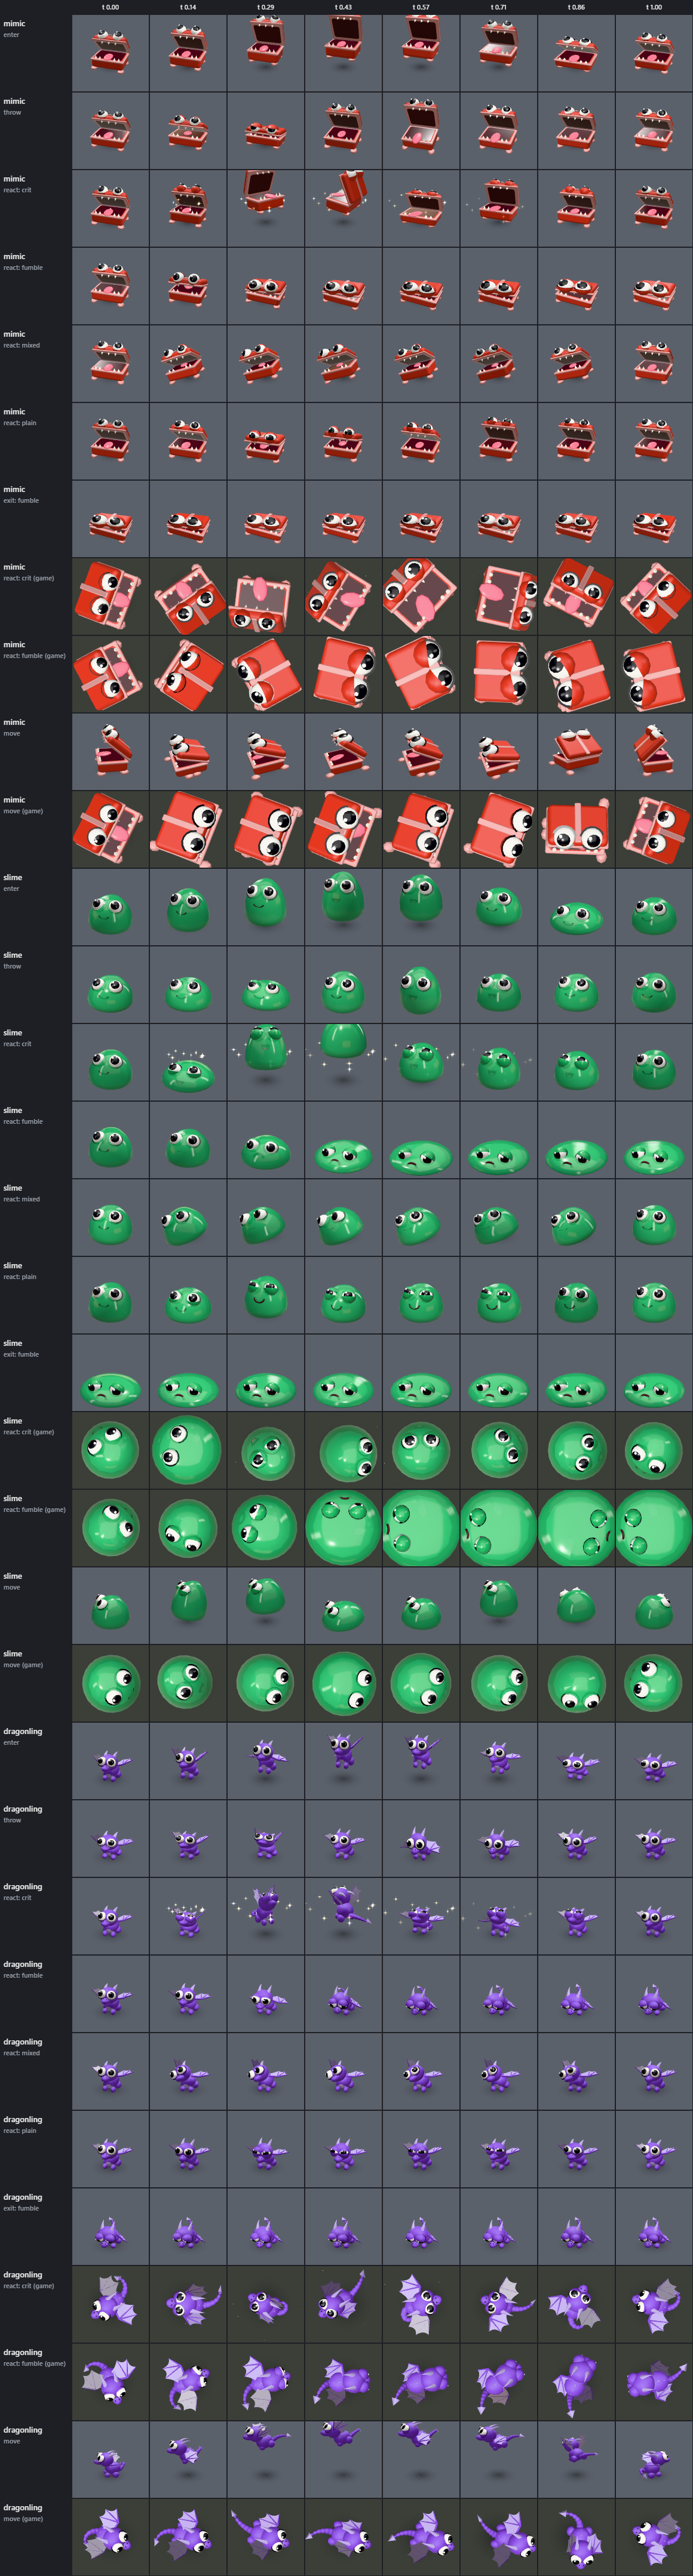 t 0.00 t 0.14 t 0.29 t 0.43 t 0.57 t 0.71 t 0.86 t 1.00
mimic
enter
mimic
throw
mimic
react: crit
mimic
react: fumble
mimic
react: mixed
mimic
react: plain
mimic
exit: fumble
mimic
react: crit (game)
mimic
react: fumble (game)
mimic
move
mimic
move (game)
slime
enter
slime
throw
slime
react: crit
slime
react: fumble
slime
react: mixed
slime
react: plain
slime
exit: fumble
slime
react: crit (game)
slime
react: fumble (game)
slime
move
slime
move (game)
dragonling
enter
dragonling
throw
dragonling
react: crit
dragonling
react: fumble
dragonling
react: mixed
dragonling
react: plain
dragonling
exit: fumble
dragonling
react: crit (game)
dragonling
react: fumble (game)
dragonling
move
dragonling
move (game)